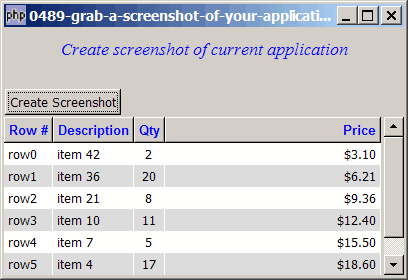 php 0489-grab-a-screenshot-of-your-applicati...
Create screenshot of current application
Create Screenshot
Row # Description Qty Price
row0 item 42 2 $3.10
row1 item 36 20 $6.21
row2 item 21 8 $9.36
row3 item 10 11 $12.40
row4 item 7 5 $15.50
row5 item 4 17 $18.60